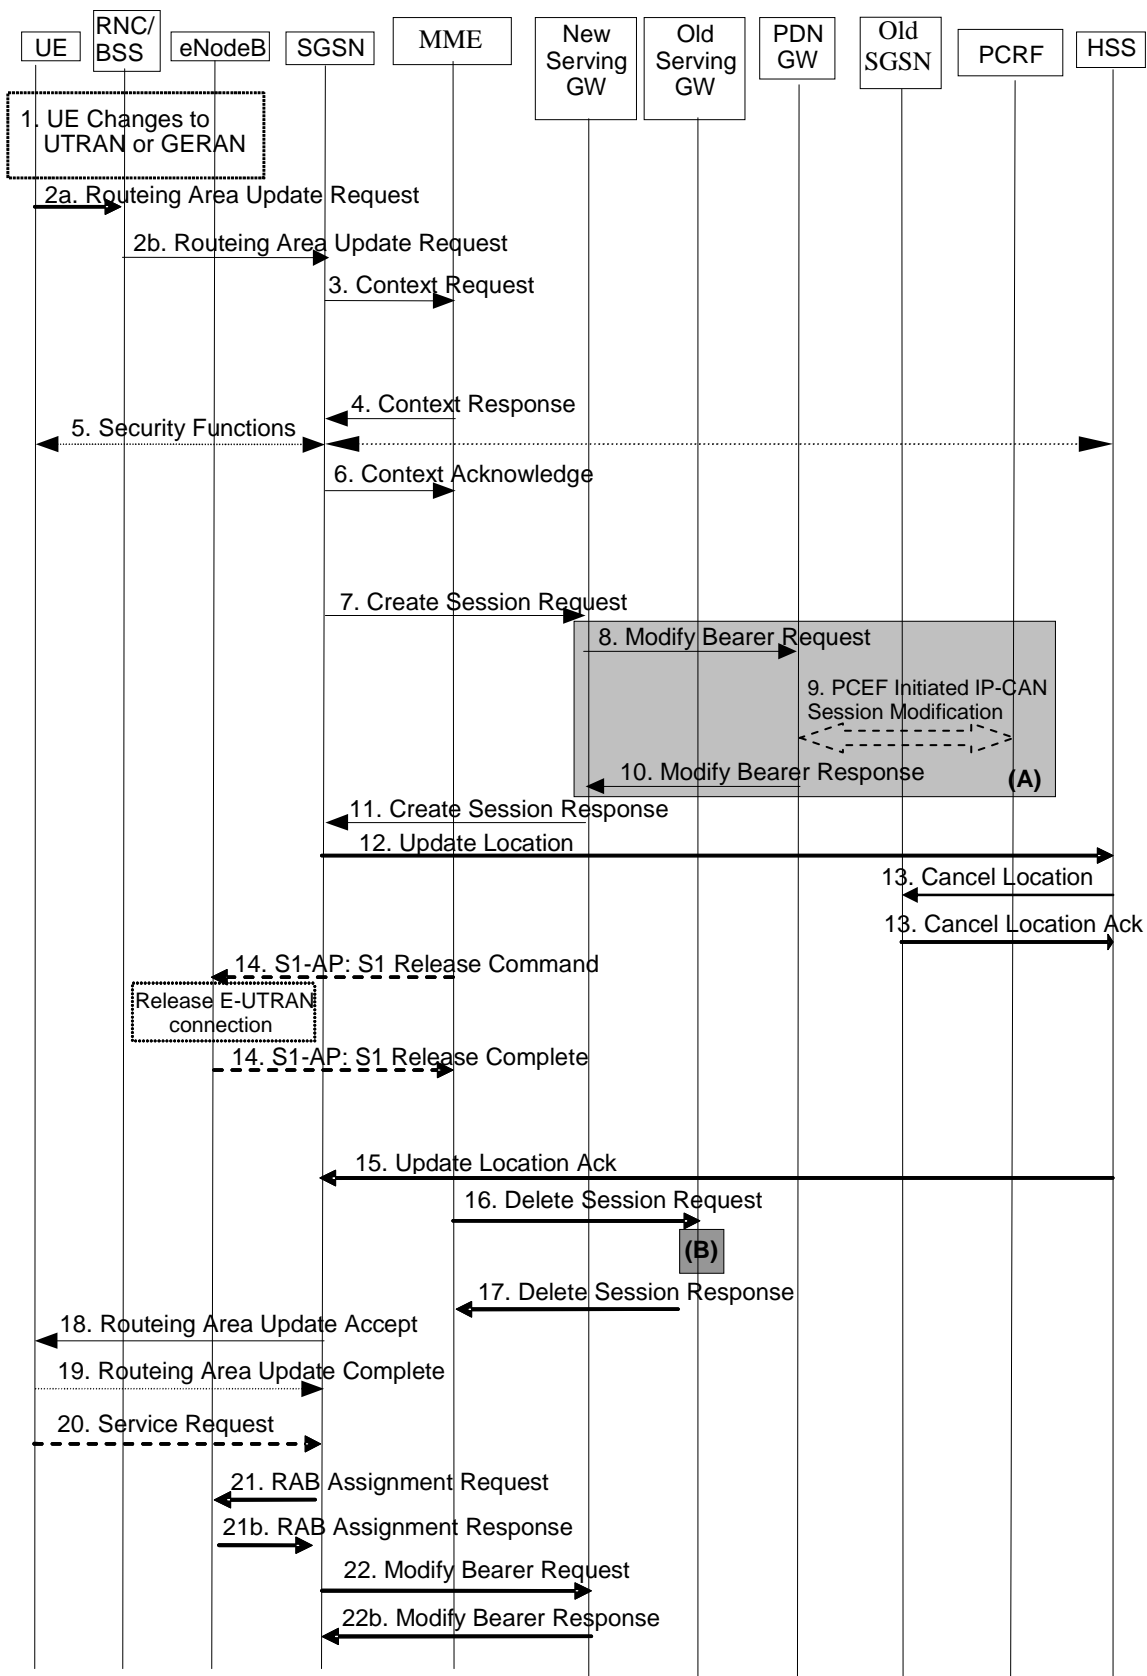 UE
RNC/
BSS
eNodeB
SGSN
MME
New
Serving
GW
Old
Serving
GW
PDN
GW
Old
SGSN
PCRF
HSS
1. UE Changes to
UTRAN or GERAN
2a. Routeing Area Update Request
2b. Routeing Area Update Request
3. Context Request
4. Context Response
5. Security Functions
6. Context Acknowledge
7. Create Session Request
8. Modify Bearer Request
9. PCEF Initiated IP-CAN
Session Modification
10. Modify Bearer Response
(A)
11. Create Session Response
12. Update Location
13. Cancel Location
13. Cancel Location Ack
14. S1-AP: S1 Release Command
Release E-UTRAN
connection
14. S1-AP: S1 Release Complete
15. Update Location Ack
16. Delete Session Request
(B)
17. Delete Session Response
18. Routeing Area Update Accept
19. Routeing Area Update Complete
20. Service Request
21. RAB Assignment Request
21b. RAB Assignment Response
22. Modify Bearer Request
22b. Modify Bearer Response